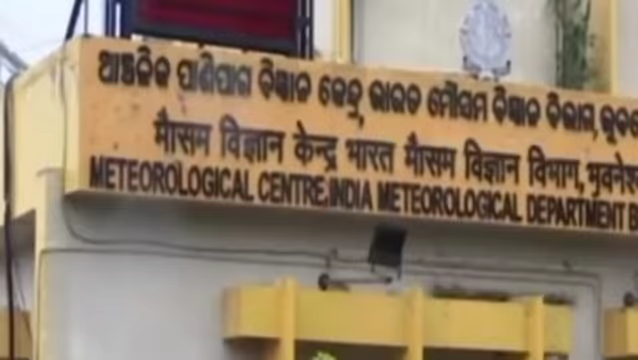 ଆଞ୍ଚଳିକ ପାଣିପାଗ ବିଜ୍ଞାନ କେନ୍ଦ୍ର, ଭାରତ ମୌସମ ବିଜ୍ଞାନ ବିଭାଗ,
मौसम विज्ञान केन्द्र भारत मौसम विज्ञान विभाग,
METEOROLOGICAL CENTRE,INDIA METEOROLOGICAL DEPARTMENT